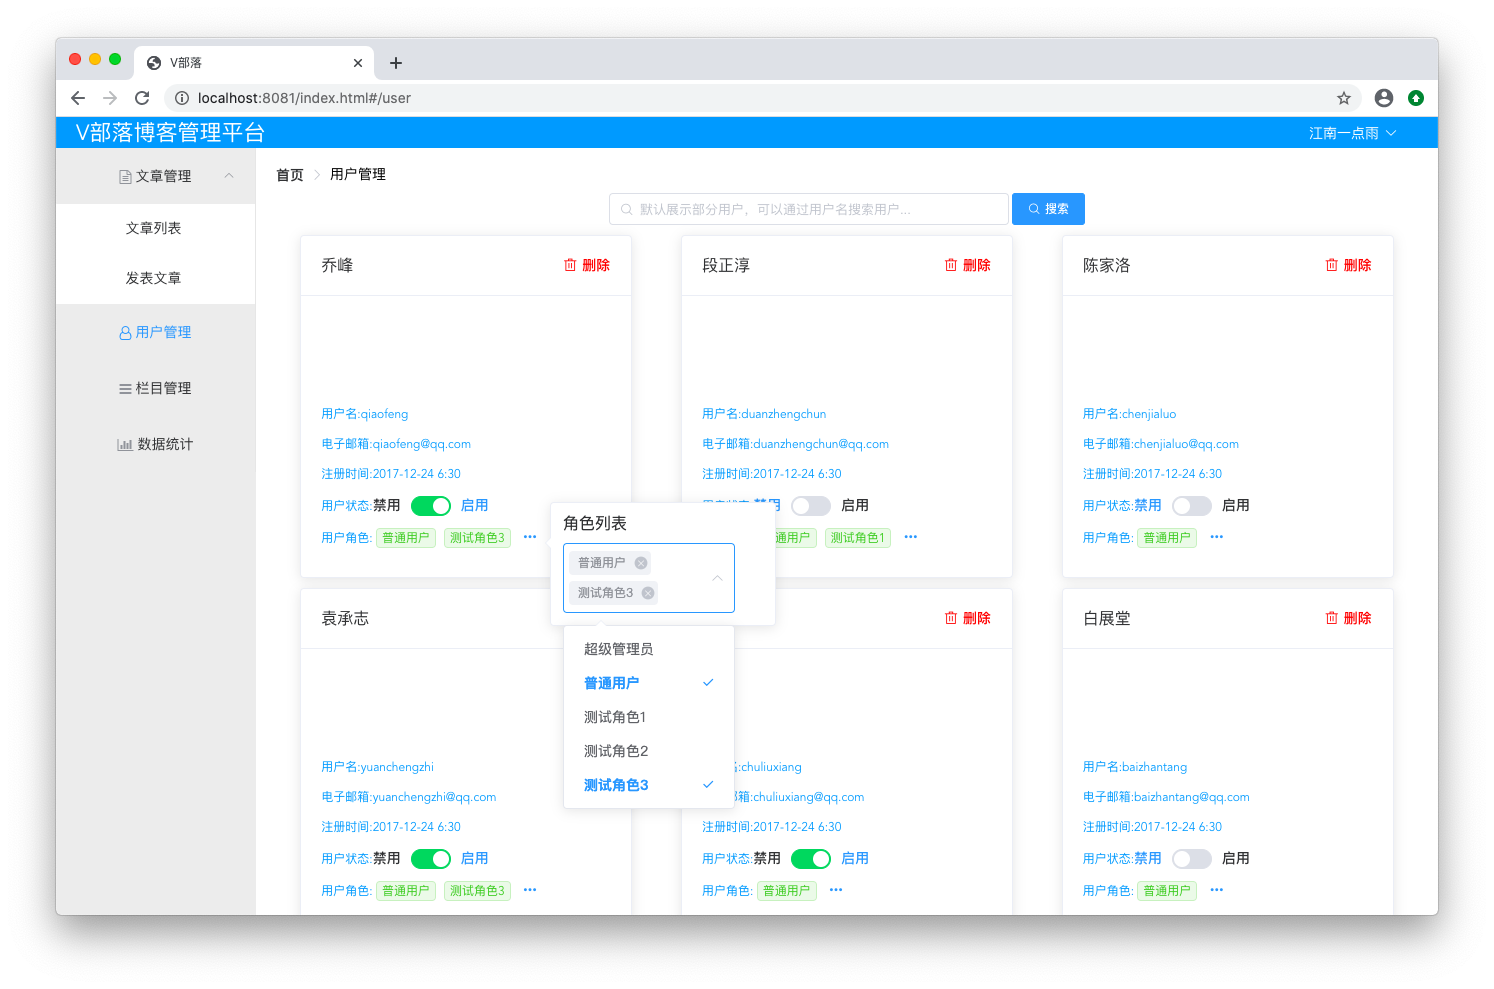 V部落
localhost:8081/index.html#/user
V部落博客管理平台
江南一点雨
文章管理
文章列表
发表文章
用户管理
栏目管理
数据统计
首页 用户管理
默认展示部分用户，可以通过用户名搜索用户...
搜索
乔峰 删除
用户名:qiaofeng
电子邮箱:qiaofeng@qq.com
注册时间:2017-12-24 6:30
用户状态:禁用 启用
用户角色: 普通用户 测试角色3
段正淳 删除
用户名:duanzhengchun
电子邮箱:duanzhengchun@qq.com
注册时间:2017-12-24 6:30
启用
通用户 测试角色1
陈家洛 删除
用户名:chenjialuo
电子邮箱:chenjialuo@qq.com
注册时间:2017-12-24 6:30
用户状态:禁用 启用
用户角色: 普通用户
角色列表
普通用户
测试角色3
超级管理员
普通用户
测试角色1
测试角色2
测试角色3
袁承志
用户名:yuanchengzhi
电子邮箱:yuanchengzhi@qq.com
注册时间:2017-12-24 6:30
用户状态:禁用 启用
用户角色: 普通用户 测试角色3
删除
:chuliuxiang
箱:chuliuxiang@qq.com
注册时间:2017-12-24 6:30
用户状态:禁用 启用
用户角色: 普通用户
白展堂 删除
用户名:baizhantang
电子邮箱:baizhantang@qq.com
注册时间:2017-12-24 6:30
用户状态:禁用 启用
用户角色: 普通用户